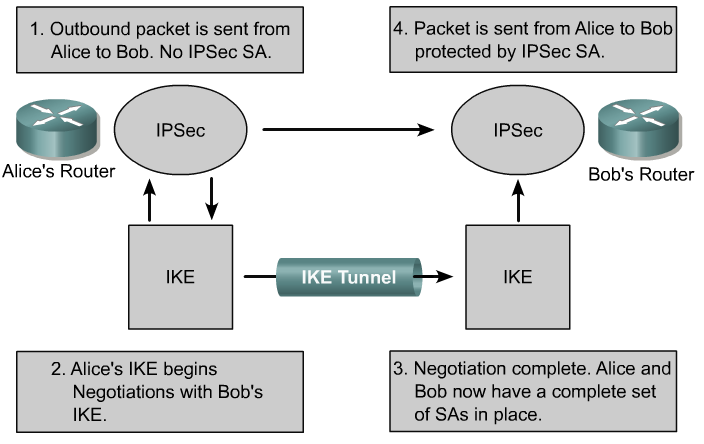 1. Outbound packet is sent from
Alice to Bob. No IPSec SA.
4. Packet is sent from Alice to Bob
protected by IPSec SA.
IPSec
IPSec
Alice's Router
Bob's Router
IKE
IKE Tunnel
IKE
2. Alice's IKE begins
Negotiations with Bob's
IKE.
3. Negotiation complete. Alice and
Bob now have a complete set
of SAs in place.